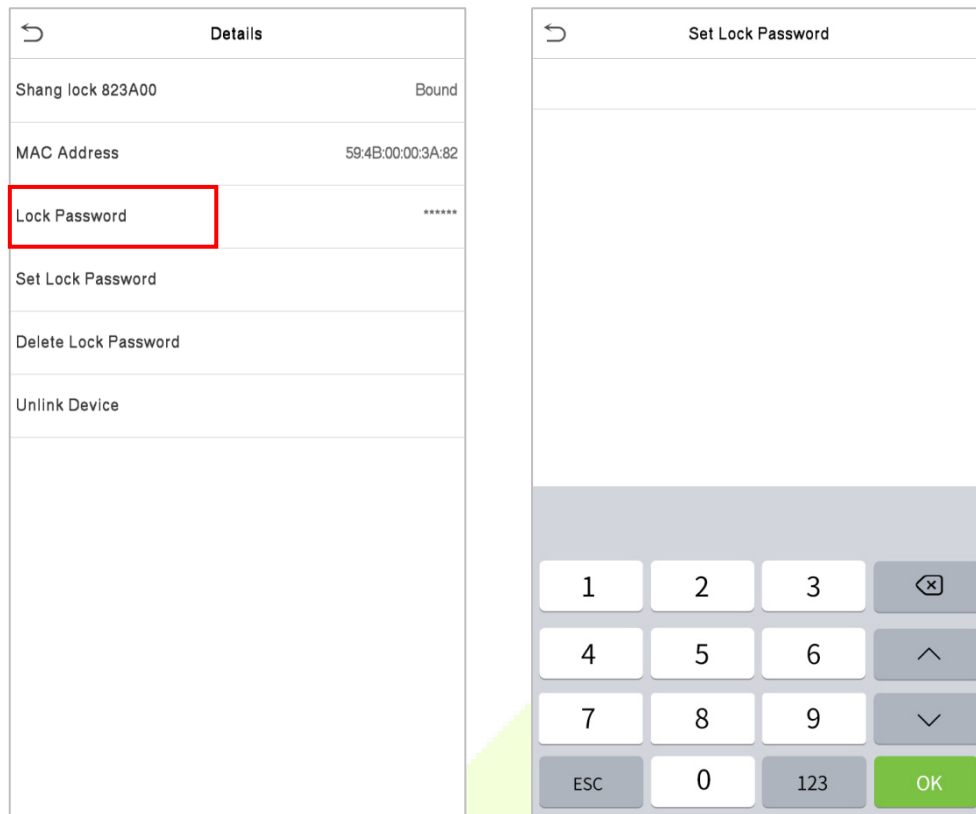 Details
Shang lock 823A00 Bound
MAC Address 59:4B:00:00:3A:82
Lock Password ******
Set Lock Password
Delete Lock Password
Unlink Device
Set Lock Password
1 2 3
4 5 6
7 8 9
ESC 0 123 OK